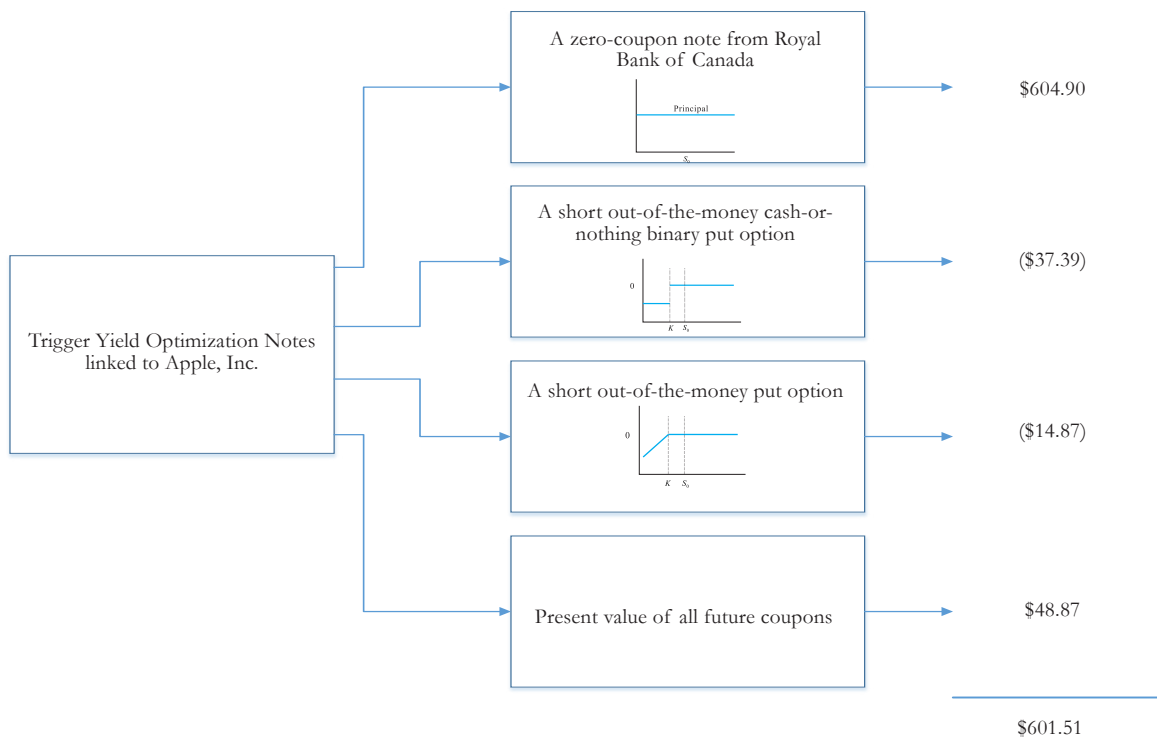 A zero-coupon note from Royal
Bank of Canada
Principal
S₀
$604.90
A short out-of-the-money cash-or-
nothing binary put option
0
K S₀
($37.39)
Trigger Yield Optimization Notes
linked to Apple, Inc.
A short out-of-the-money put option
0
K S₀
($14.87)
Present value of all future coupons
$48.87
$601.51